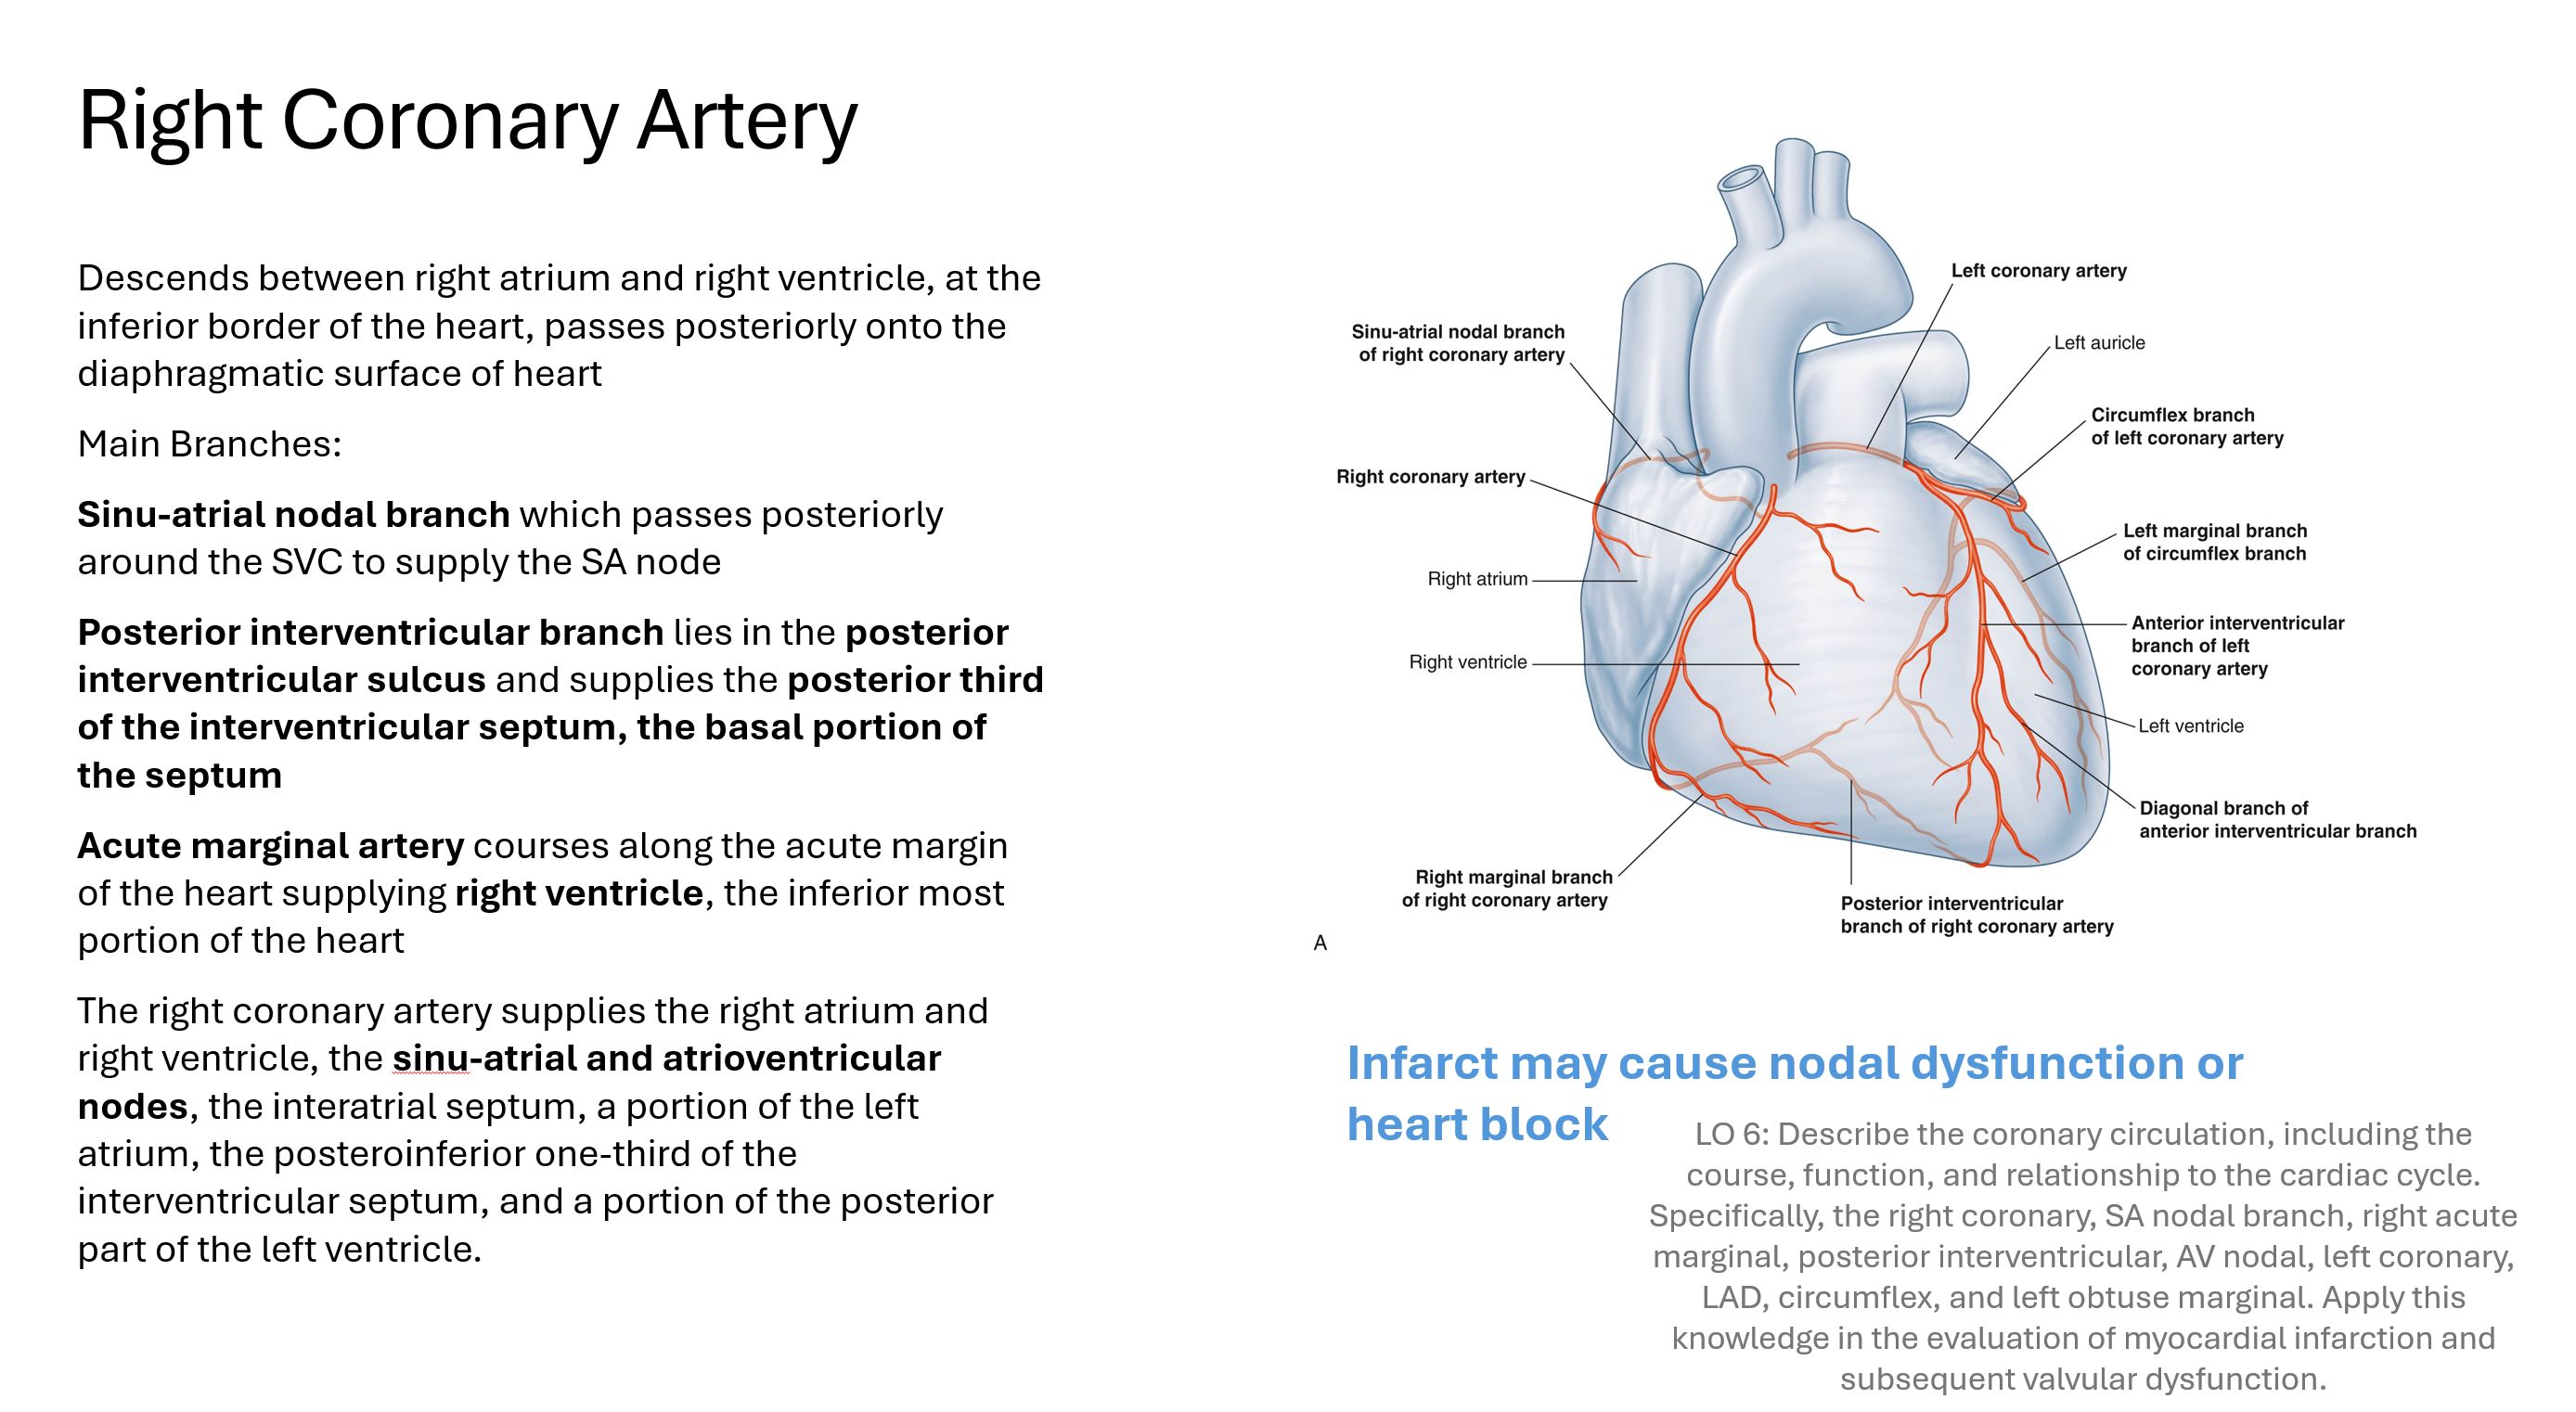 Right Coronary Artery
Descends between right atrium and right ventricle, at the
inferior border of the heart, passes posteriorly onto the
diaphragmatic surface of heart
Main Branches:
Sinu-atrial nodal branch which passes posteriorly
around the SVC to supply the SA node
Posterior interventricular branch lies in the posterior
interventricular sulcus and supplies the posterior third
of the interventricular septum, the basal portion of
the septum
Acute marginal artery courses along the acute margin
of the heart supplying right ventricle, the inferior most
portion of the heart
The right coronary artery supplies the right atrium and
right ventricle, the sinu-atrial and atrioventricular
nodes, the interatrial septum, a portion of the left
atrium, the posteroinferior one-third of the
interventricular septum, and a portion of the posterior
part of the left ventricle.
Left coronary artery
Sinu-atrial nodal branch
of right coronary artery
Left auricle
Circumflex branch
of left coronary artery
Right coronary artery
Left marginal branch
of circumflex branch
Right atrium
Anterior interventricular
branch of left
coronary artery
Right ventricle
Left ventricle
Diagonal branch of
anterior interventricular branch
Right marginal branch
of right coronary artery
Posterior interventricular
branch of right coronary artery
A
Infarct may cause nodal dysfunction or
heart block
LO 6: Describe the coronary circulation, including the
course, function, and relationship to the cardiac cycle.
Specifically, the right coronary, SA nodal branch, right acute
marginal, posterior interventricular, AV nodal, left coronary,
LAD, circumflex, and left obtuse marginal. Apply this
knowledge in the evaluation of myocardial infarction and
subsequent valvular dysfunction.